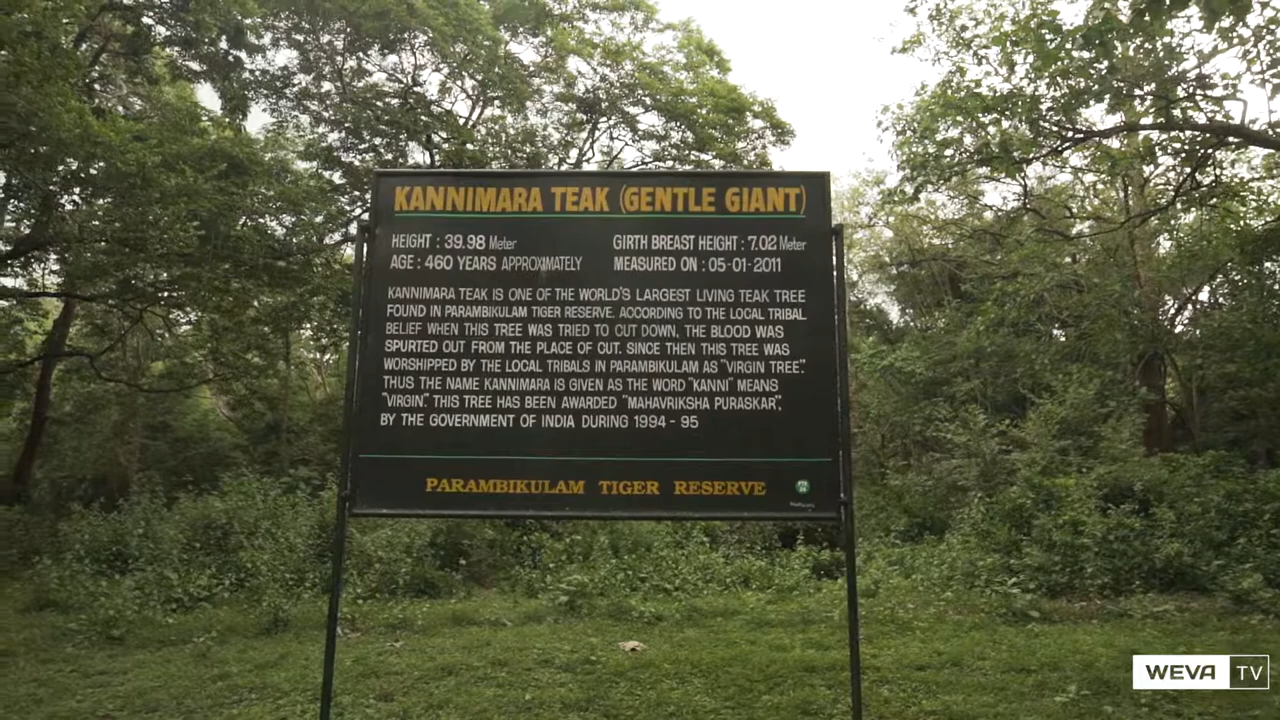 KANNIMARA TEAK (GENTLE GIANT)
HEIGHT : 39.98 Meter GIRTH BREAST HEIGHT : 7.02 Meter
AGE : 460 YEARS APPROXIMATELY MEASURED ON : 05-01-2011
KANNIMARA TEAK IS ONE OF THE WORLD'S LARGEST LIVING TEAK TREE
FOUND IN PARAMBIKULAM TIGER RESERVE. ACCORDING TO THE LOCAL TRIBAL
BELIEF WHEN THIS TREE WAS TRIED TO CUT DOWN, THE BLOOD WAS
SPURTED OUT FROM THE PLACE OF CUT. SINCE THEN THIS TREE WAS
WORSHIPPED BY THE LOCAL TRIBALS IN PARAMBIKULAM AS "VIRGIN TREE".
THUS THE NAME KANNIMARA IS GIVEN AS THE WORD "KANNI" MEANS
"VIRGIN". THIS TREE HAS BEEN AWARDED "MAHAVRIKSHA PURASKAR",
BY THE GOVERNMENT OF INDIA DURING 1994 - 95
PARAMBIKULAM TIGER RESERVE
WEVA TV